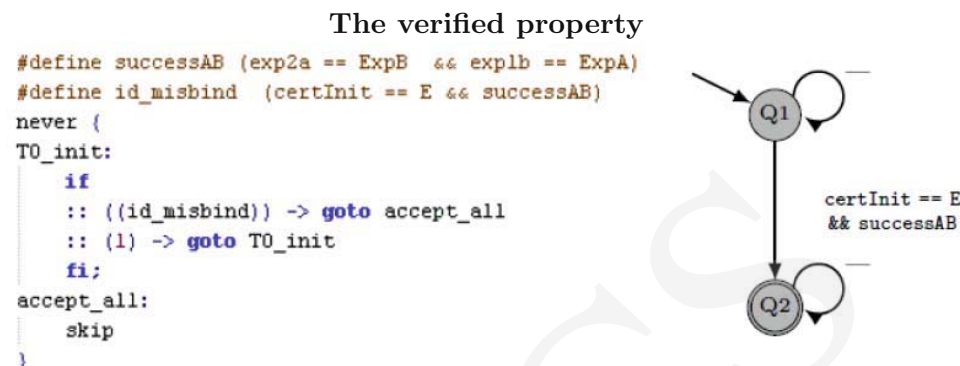 The verified property
#define successAB (exp2a == ExpB && exp1b == ExpA)
#define id_misbind (certInit == E && successAB)
never {
T0_init:
if
:: ((id_misbind)) -> goto accept_all
:: (1) -> goto T0_init
fi;
accept_all:
skip
}
Q1
certInit == E
&& successAB
Q2